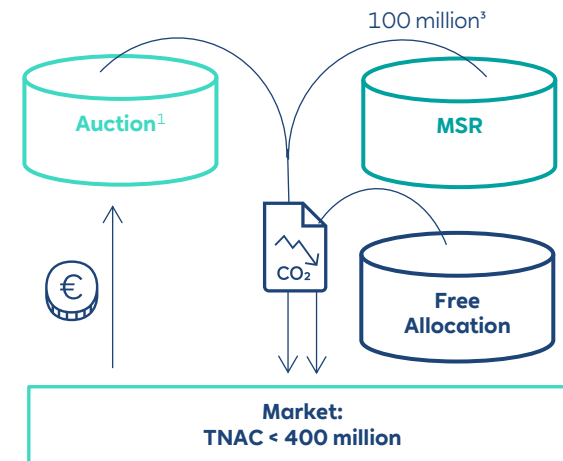 100 million³
Auction¹
MSR
€
CO₂
Free
Allocation
Market:
TNAC < 400 million